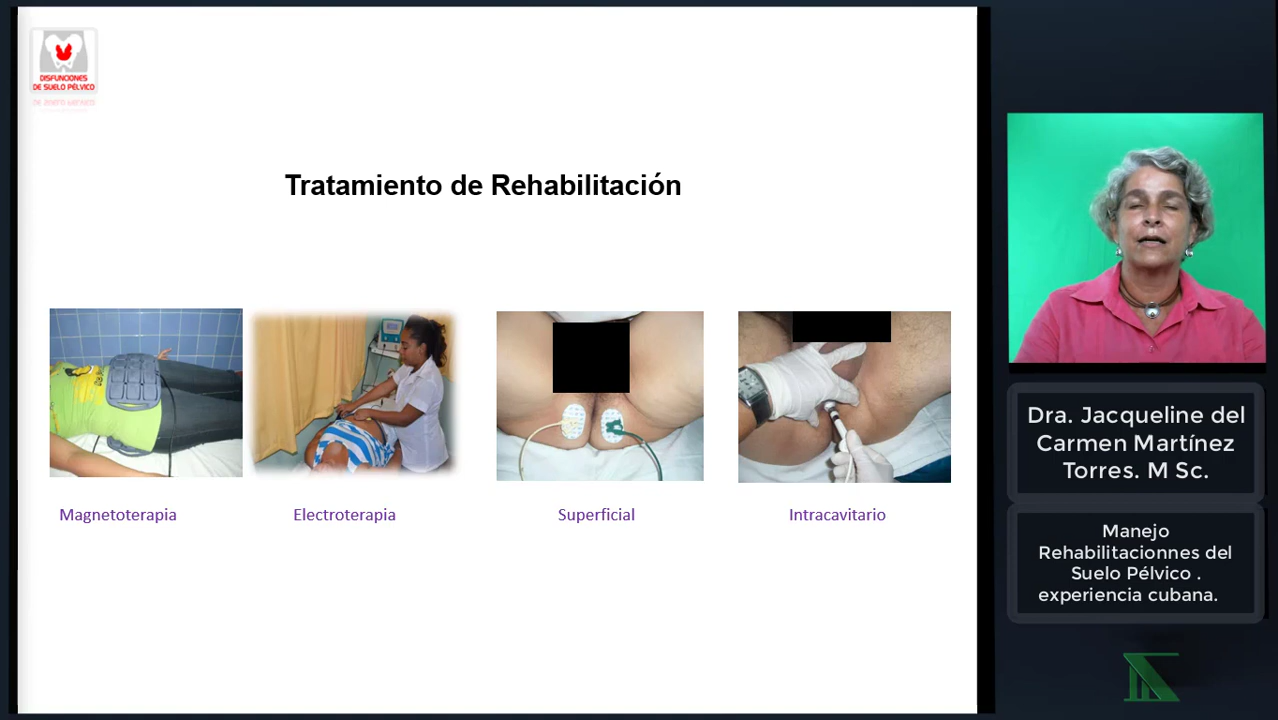 DISFUNCIONES
DE SUELO PÉLVICO
Tratamiento de Rehabilitación
Magnetoterapia
Electroterapia
Superficial
Intracavitario
Dra. Jacqueline del
Carmen Martínez
Torres. M Sc.
Manejo
Rehabilitacionnes del
Suelo Pélvico .
experiencia cubana.